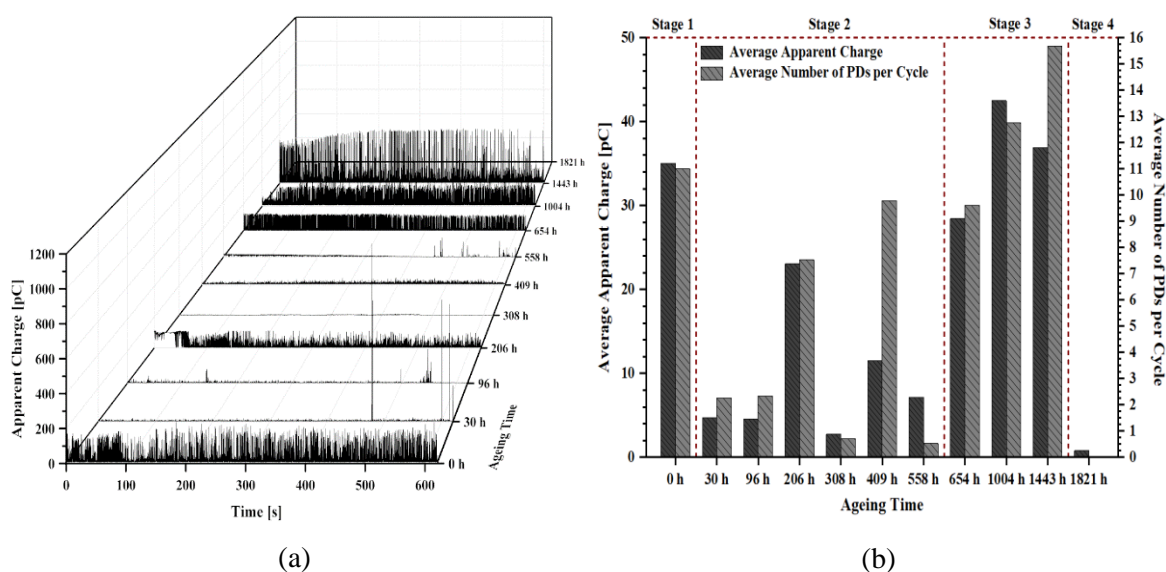 1200
1000
800
600
400
200
0
Apparent Charge [pC]
0 100 200 300 400 500 600
Time [s]
0 h
30 h
96 h
206 h
308 h
409 h
558 h
654 h
1004 h
1443 h
1821 h
Ageing Time
(a)
Stage 1 Stage 2 Stage 3 Stage 4
Average Apparent Charge
Average Number of PDs per Cycle
50
40
30
20
10
0
Average Apparent Charge [pC]
16
15
14
13
12
11
10
9
8
7
6
5
4
3
2
1
0
Average Number of PDs per Cycle
0 h 30 h 96 h 206 h 308 h 409 h 558 h 654 h 1004 h 1443 h 1821 h
Ageing Time
(b)